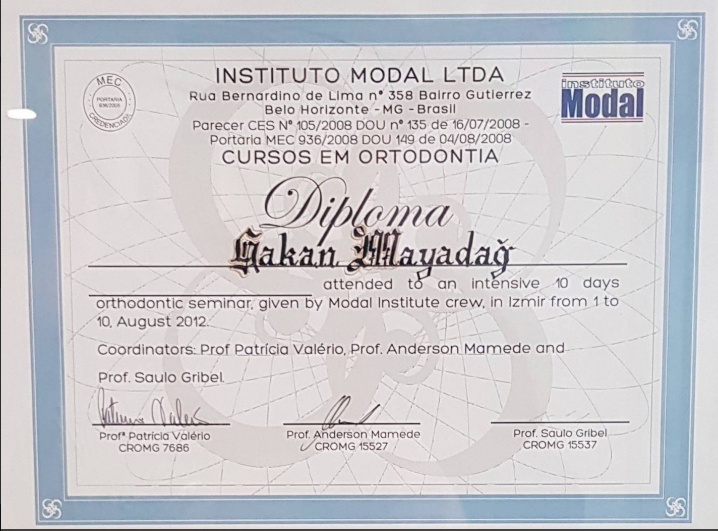 MEC
PORTARIA
936/2008
CREDENCIADA
INSTITUTO MODAL LTDA
Rua Bernardino de Lima nº 358 Bairro Gutierrez
Belo Horizonte - MG - Brasil
Parecer CES Nº 105/2008 DOU nº 135 de 16/07/2008 -
Portaria MEC 936/2008 DOU 149 de 04/08/2008
CURSOS EM ORTODONTIA
instituto
Modal
Diploma
Hakan Mayadağ
attended to an intensive 10 days
orthodontic seminar, given by Modal Institute crew, in Izmir from 1 to
10, August 2012.
Coordinators: Prof Patrícia Valério, Prof. Anderson Mamede and
Prof. Saulo Gribel.
Profª Patricia Valério
CROMG 7686
Prof. Anderson Mamede
CROMG 15527
Prof. Saulo Gribel
CROMG 15537